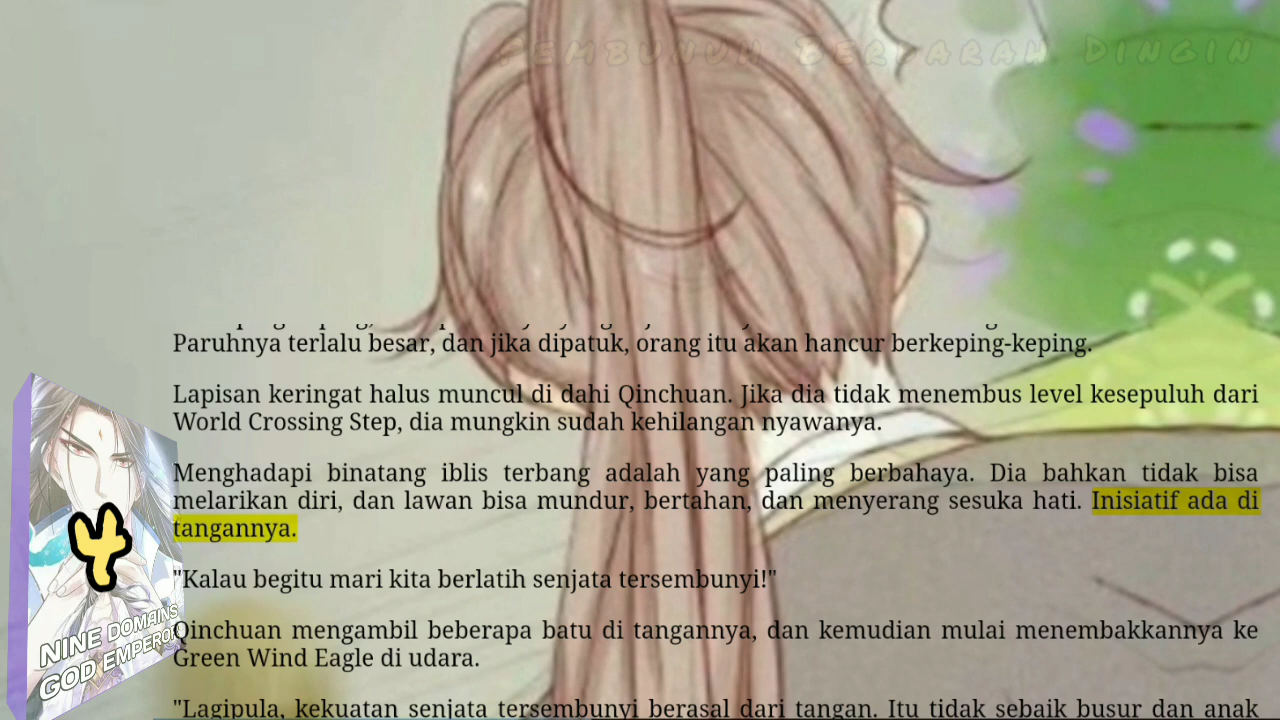 Pembunuh Berdarah Dingin
Paruhnya terlalu besar, dan jika dipatuk, orang itu akan hancur berkeping-keping.
Lapisan keringat halus muncul di dahi Qinchuan. Jika dia tidak menembus level kesepuluh dari
World Crossing Step, dia mungkin sudah kehilangan nyawanya.
Menghadapi binatang iblis terbang adalah yang paling berbahaya. Dia bahkan tidak bisa
melarikan diri, dan lawan bisa mundur, bertahan, dan menyerang sesuka hati. Inisiatif ada di
tangannya.
"Kalau begitu mari kita berlatih senjata tersembunyi!"
Qinchuan mengambil beberapa batu di tangannya, dan kemudian mulai menembakkannya ke
Green Wind Eagle di udara.
"Lagipula, kekuatan senjata tersembunyi berasal dari tangan. Itu tidak sebaik busur dan anak
NINE DOMAINS
GOD EMPEROR